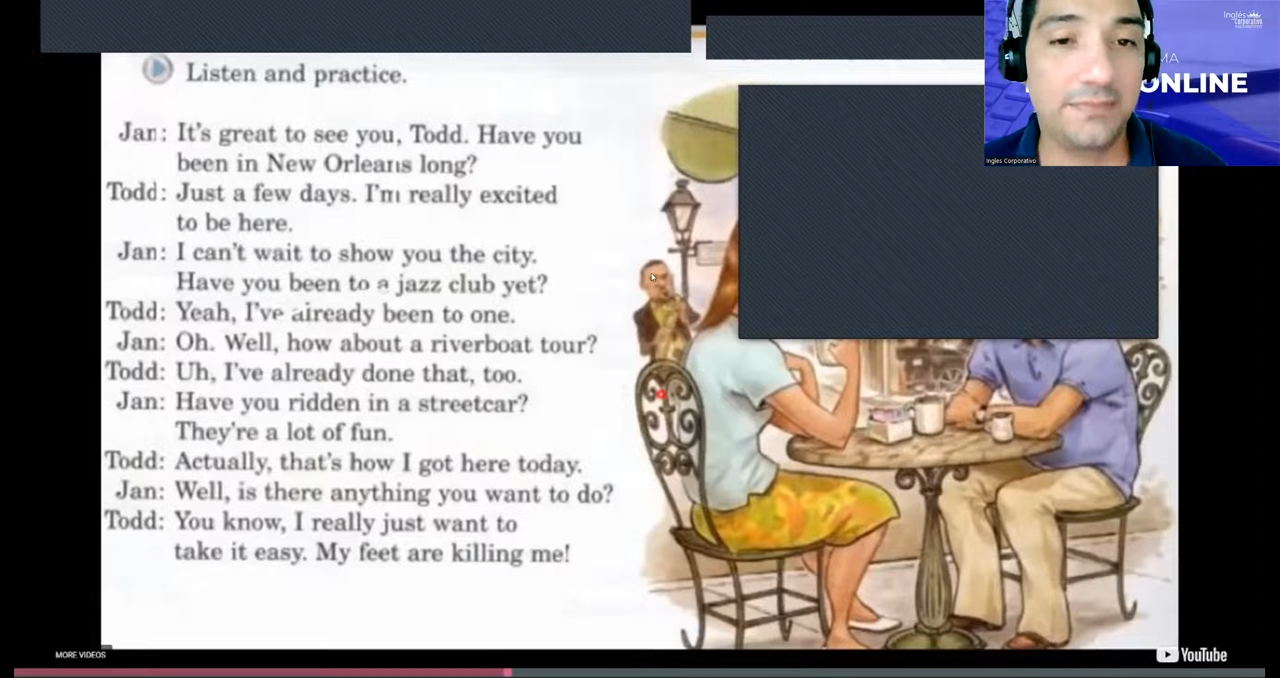 Inglés
Corporativo
MA
ONLINE
Ingles Corporativo
Listen and practice.
Jan: It's great to see you, Todd. Have you
been in New Orleans long?
Todd: Just a few days. I'm really excited
to be here.
Jan: I can't wait to show you the city.
Have you been to a jazz club yet?
Todd: Yeah, I've already been to one.
Jan: Oh. Well, how about a riverboat tour?
Todd: Uh, I've already done that, too.
Jan: Have you ridden in a streetcar?
They're a lot of fun.
Todd: Actually, that's how I got here today.
Jan: Well, is there anything you want to do?
Todd: You know, I really just want to
take it easy. My feet are killing me!
MORE VIDEOS
YouTube